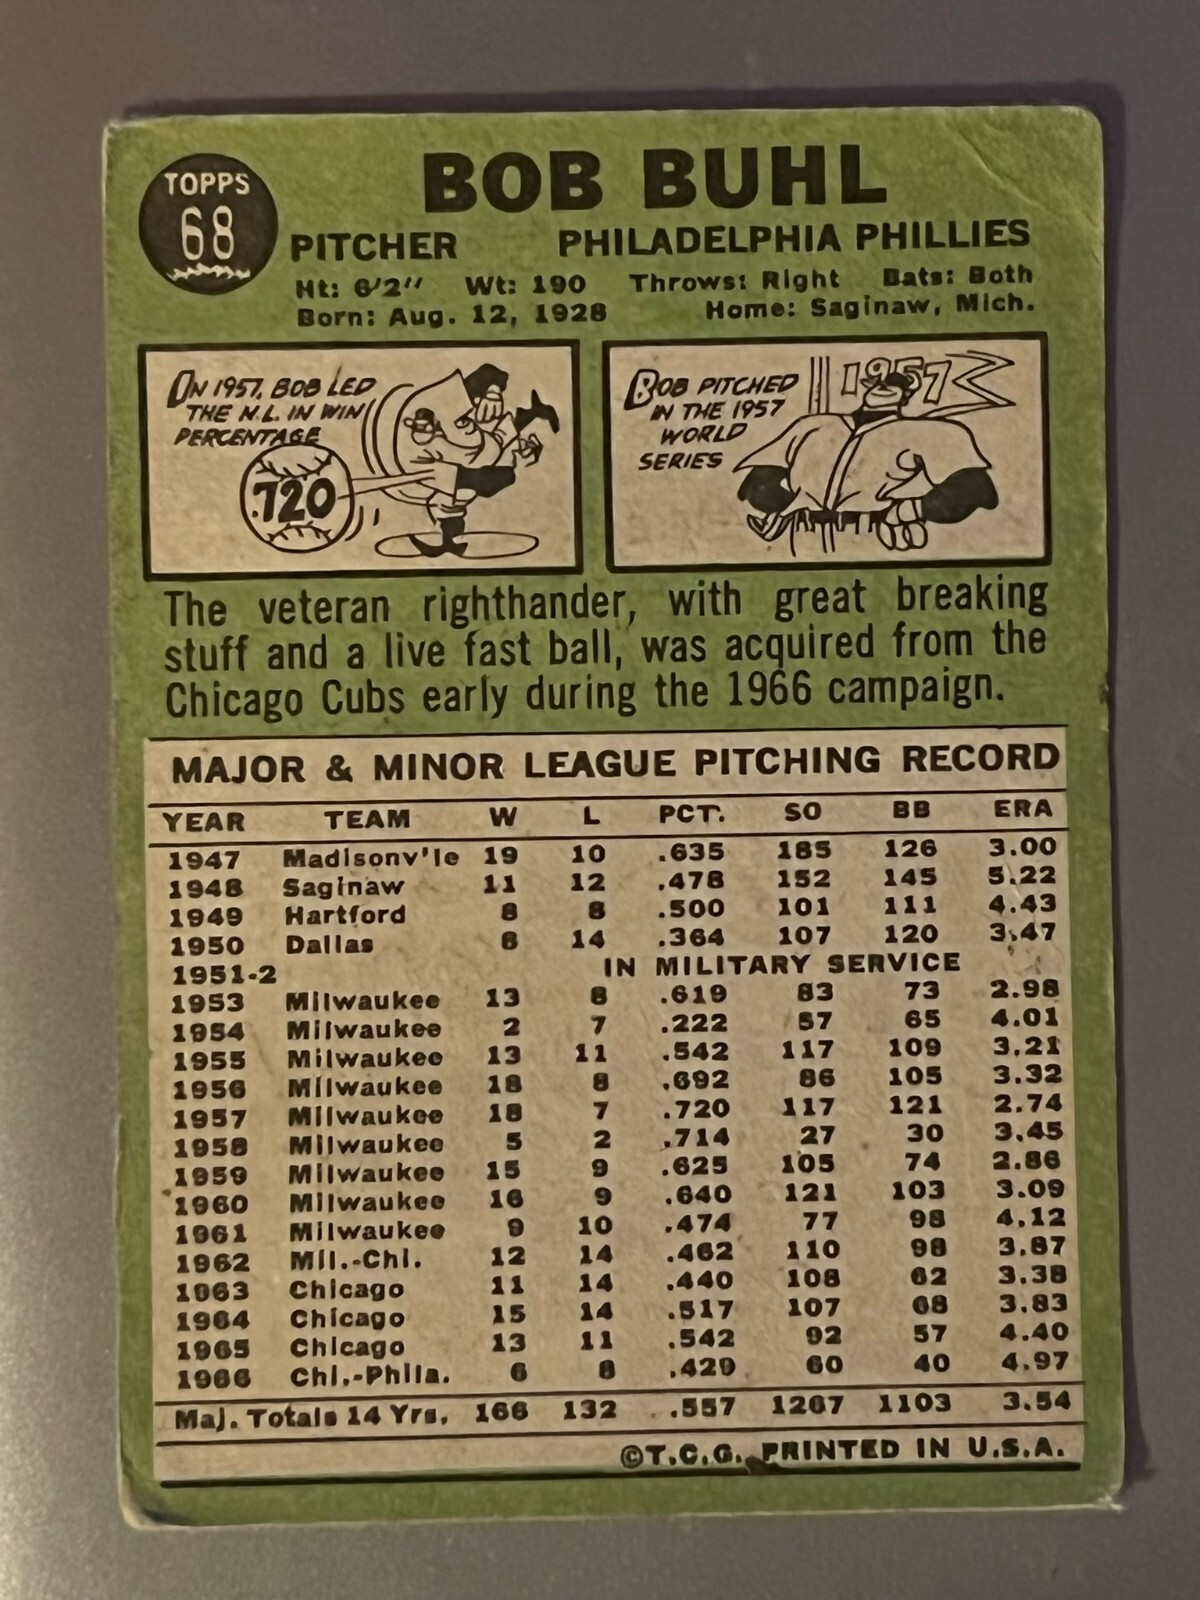 TOPPS
68
BOB BUHL
PITCHER PHILADELPHIA PHILLIES
Ht: 6'2" Wt: 190 Throws: Right Bats: Both
Born: Aug. 12, 1928 Home: Saginaw, Mich.
IN 1957, BOB LED
THE N.L. IN WIN
PERCENTAGE
.720
BOB PITCHED
IN THE 1957
WORLD
SERIES
1957
The veteran righthander, with great breaking
stuff and a live fast ball, was acquired from the
Chicago Cubs early during the 1966 campaign.
MAJOR & MINOR LEAGUE PITCHING RECORD
YEAR TEAM W L PCT. SO BB ERA
1947 Madisonv'le 19 10 .635 185 126 3.00
1948 Saginaw 11 12 .478 152 145 5.22
1949 Hartford 8 8 .500 101 111 4.43
1950 Dallas 8 14 .364 107 120 3.47
1951-2 IN MILITARY SERVICE
1953 Milwaukee 13 8 .619 83 73 2.98
1954 Milwaukee 2 7 .222 57 65 4.01
1955 Milwaukee 13 11 .542 117 109 3.21
1956 Milwaukee 18 8 .692 86 105 3.32
1957 Milwaukee 18 7 .720 117 121 2.74
1958 Milwaukee 5 2 .714 27 30 3.45
1959 Milwaukee 15 9 .625 105 74 2.86
1960 Milwaukee 16 9 .640 121 103 3.09
1961 Milwaukee 9 10 .474 77 98 4.12
1962 Mil.-Chi. 12 14 .462 110 98 3.87
1963 Chicago 11 14 .440 108 62 3.38
1964 Chicago 15 14 .517 107 68 3.83
1965 Chicago 13 11 .542 92 57 4.40
1966 Chi.-Phila. 6 8 .429 60 40 4.97
Maj. Totals 14 Yrs. 166 132 .557 1267 1103 3.54
©T.C.G. PRINTED IN U.S.A.